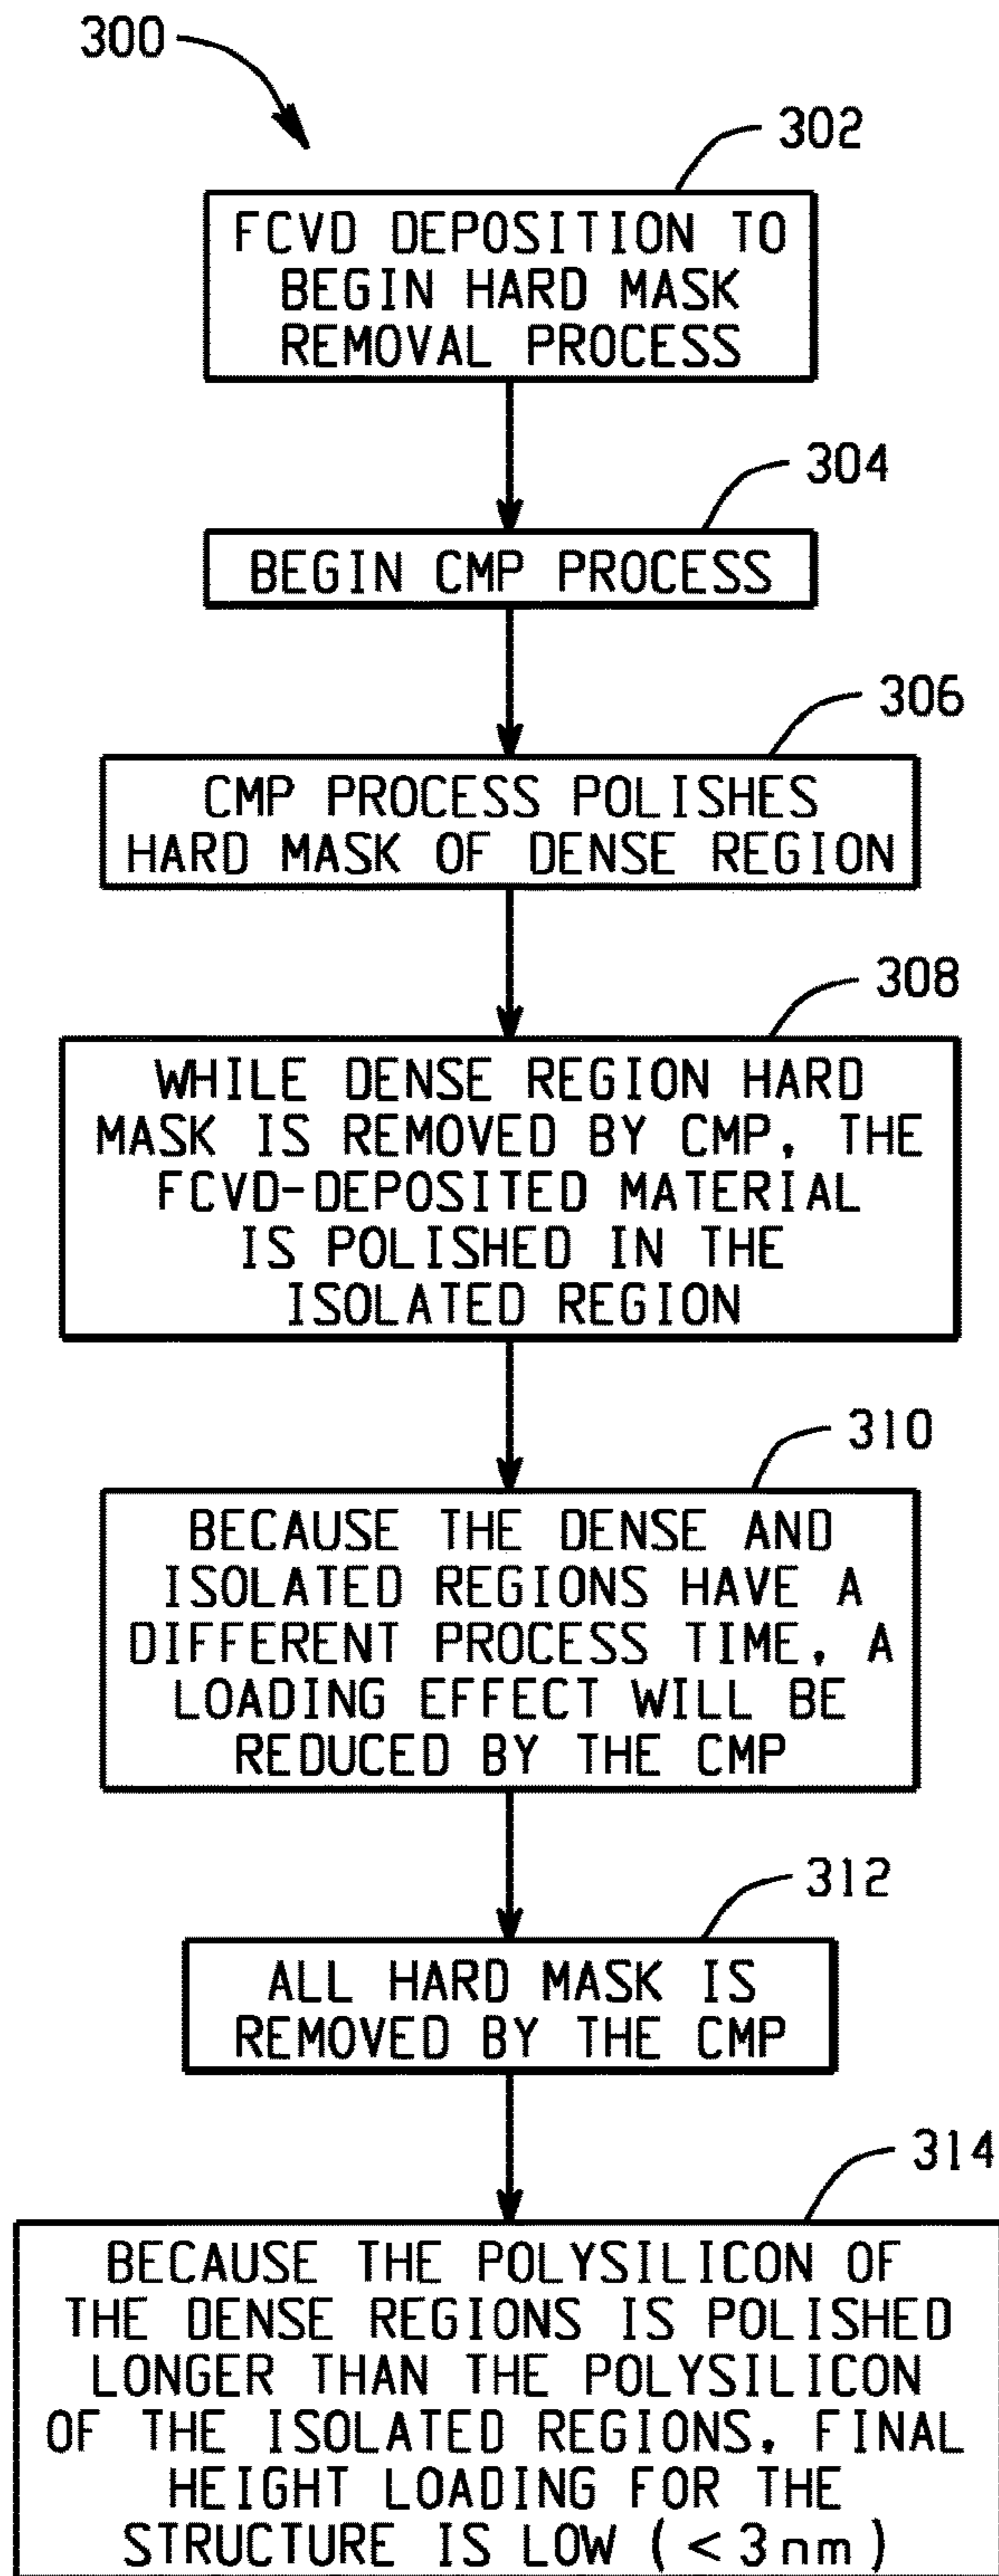 300
302
FCVD DEPOSITION TO
BEGIN HARD MASK
REMOVAL PROCESS
304
BEGIN CMP PROCESS
306
CMP PROCESS POLISHES
HARD MASK OF DENSE REGION
308
WHILE DENSE REGION HARD
MASK IS REMOVED BY CMP, THE
FCVD-DEPOSITED MATERIAL
IS POLISHED IN THE
ISOLATED REGION
310
BECAUSE THE DENSE AND
ISOLATED REGIONS HAVE A
DIFFERENT PROCESS TIME, A
LOADING EFFECT WILL BE
REDUCED BY THE CMP
312
ALL HARD MASK IS
REMOVED BY THE CMP
314
BECAUSE THE POLYSILICON OF
THE DENSE REGIONS IS POLISHED
LONGER THAN THE POLYSILICON
OF THE ISOLATED REGIONS, FINAL
HEIGHT LOADING FOR THE
STRUCTURE IS LOW (<3nm)